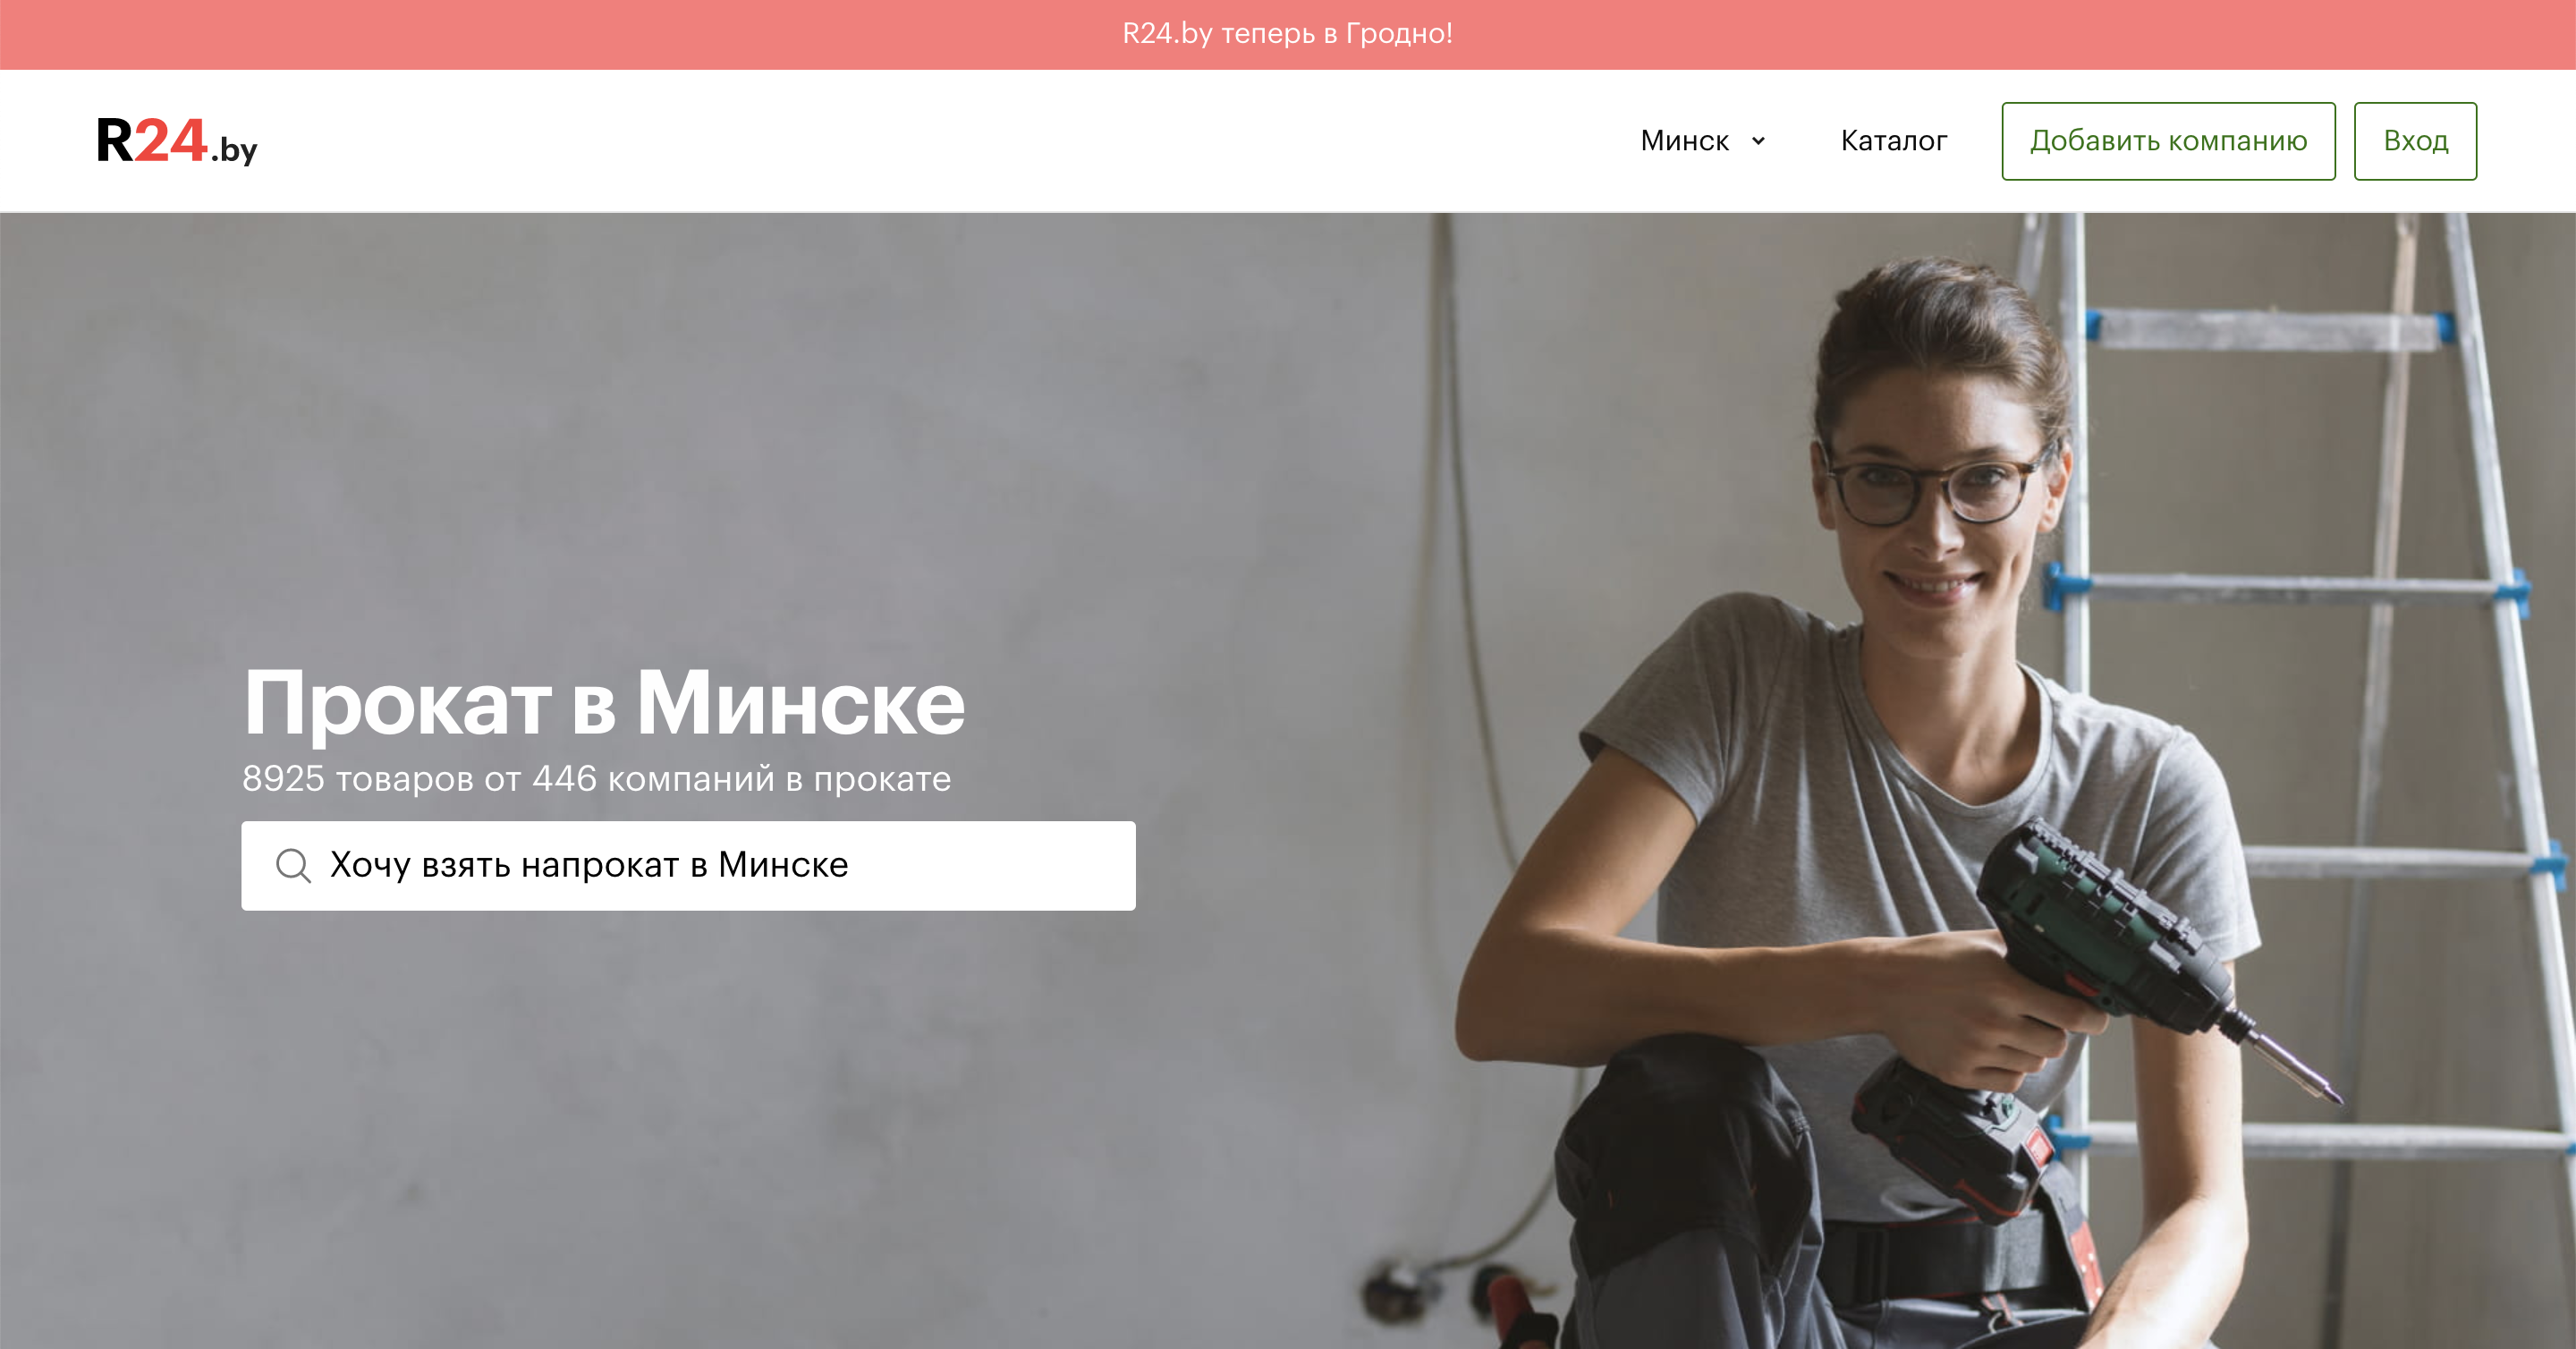 R24.by теперь в Гродно!
R24.by
Минск
Каталог
Добавить компанию
Вход
Прокат в Минске
8925 товаров от 446 компаний в прокате
Хочу взять напрокат в Минске